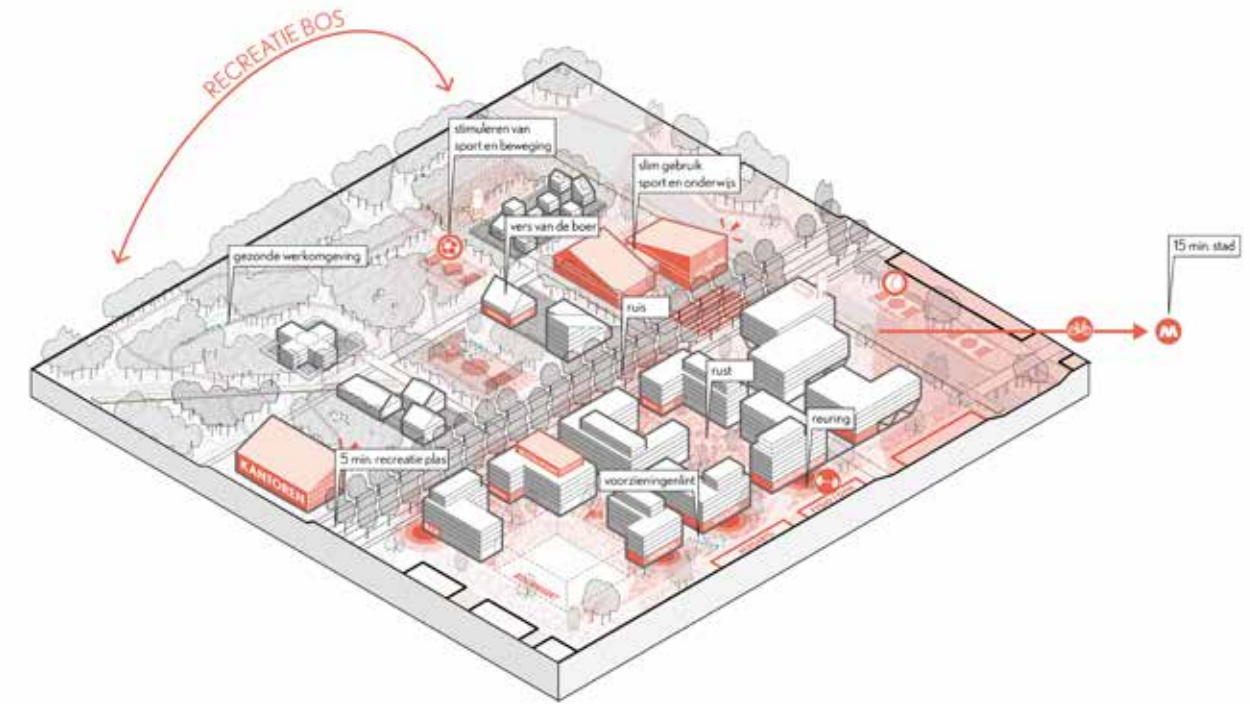 RECREATIE BOS
stimuleren van
sport en beweging
slim gebruik
sport en onderwijs
vers van de boer
gezonde werkomgeving
15 min. stad
ruis
rust
reuring
5 min. recreatie plas
KANTOREN
voorzieningenlint